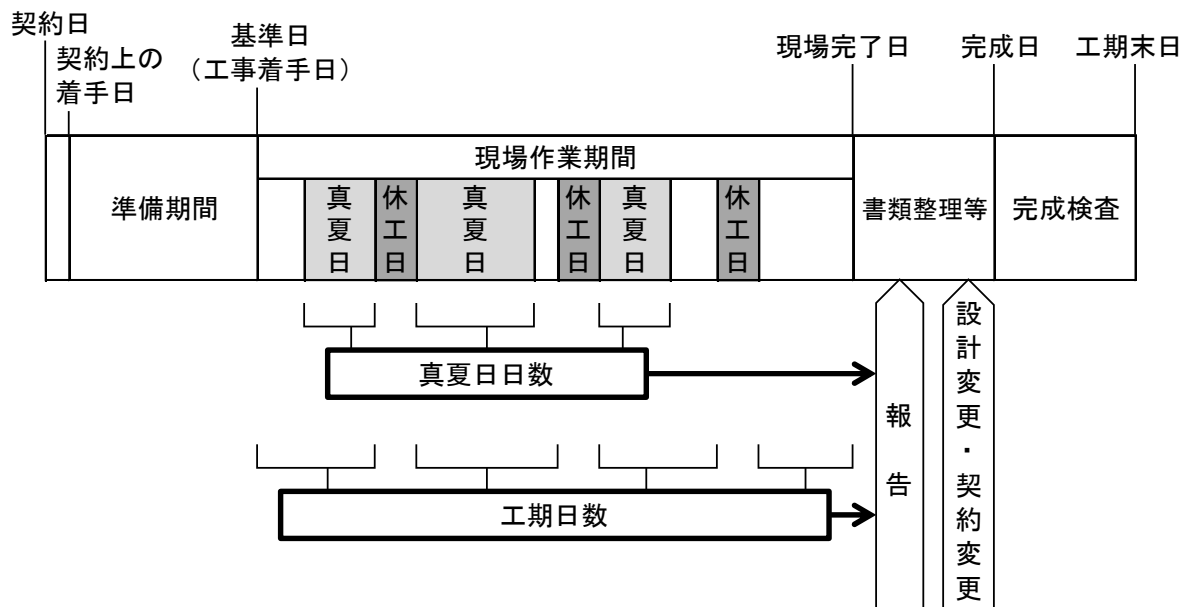 契約日
契約上の
着手日
基準日
（工事着手日）
現場完了日
完成日
工期末日
準備期間
現場作業期間
真夏日
休工日
真夏日
休工日
真夏日
休工日
書類整理等
完成検査
真夏日日数
工期日数
報告
設計変更・契約変更